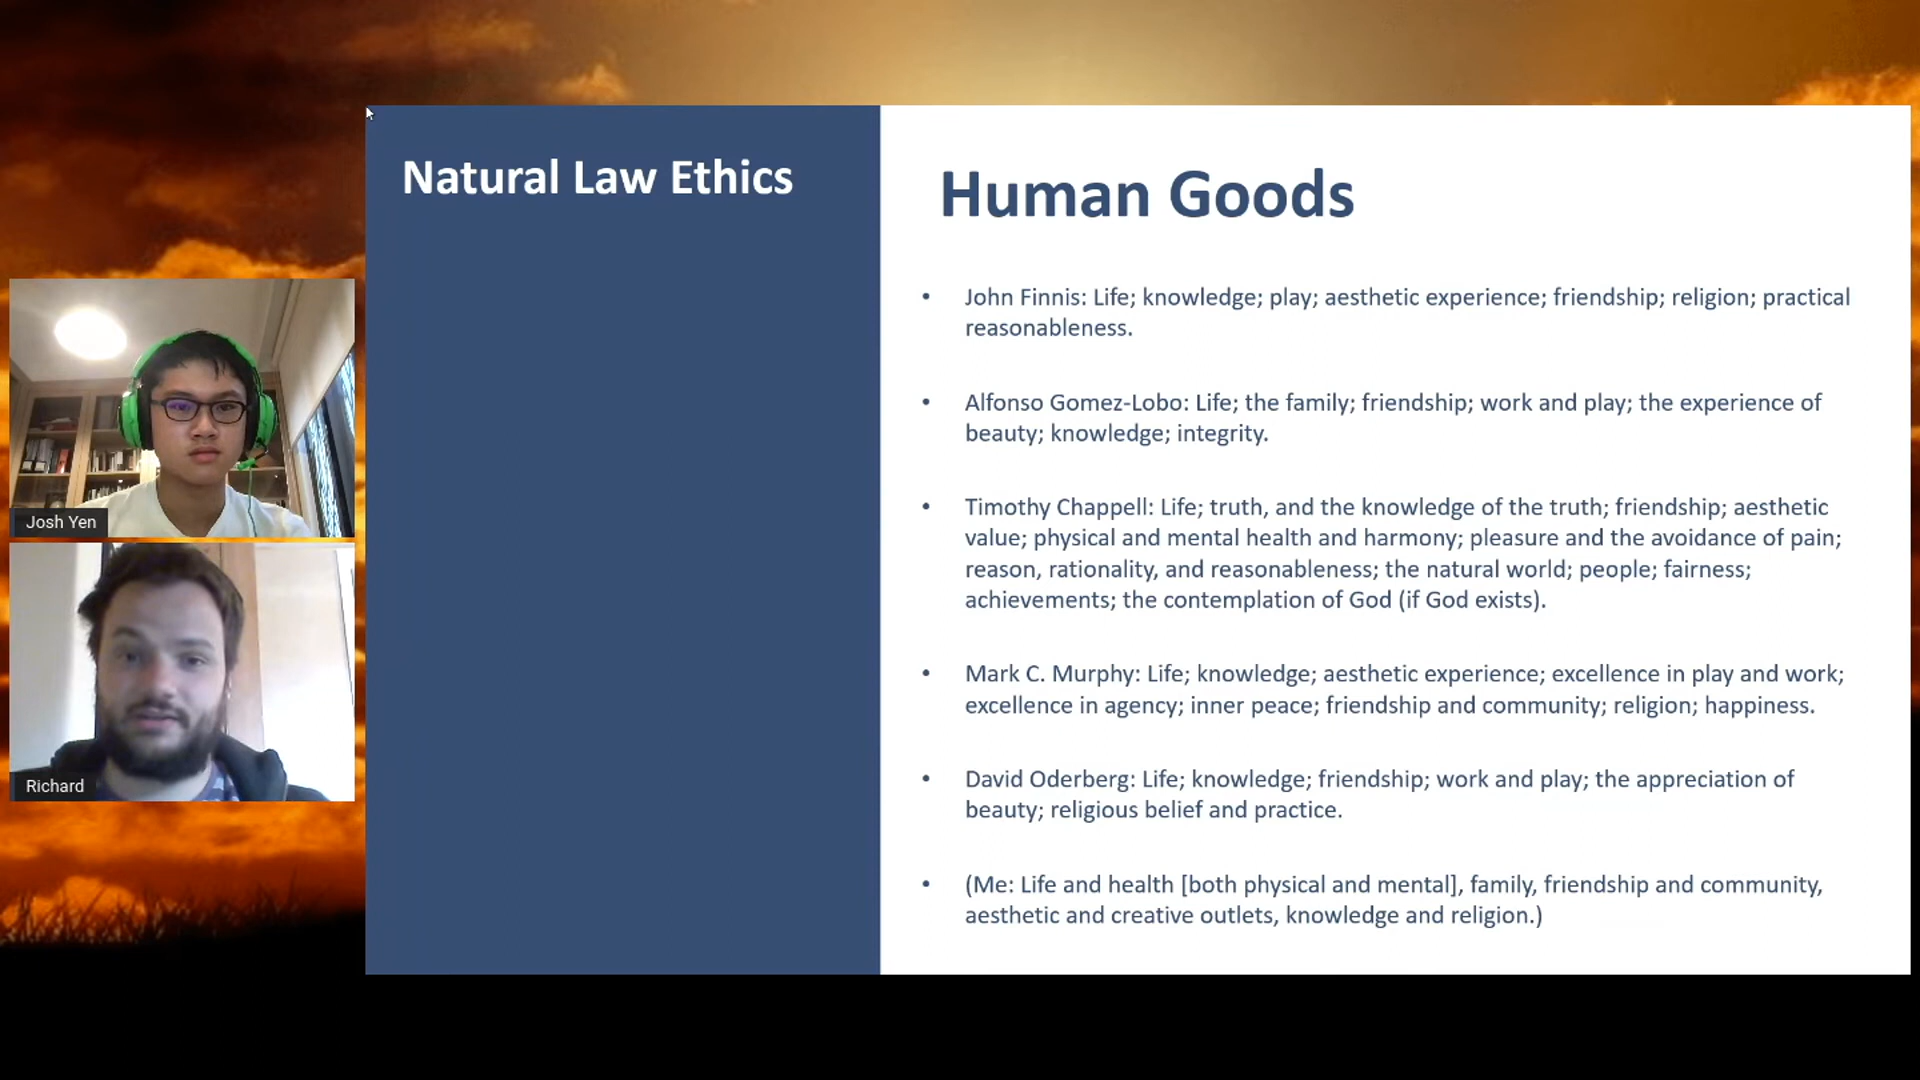 Natural Law Ethics
Human Goods
• John Finnis: Life; knowledge; play; aesthetic experience; friendship; religion; practical
reasonableness.
• Alfonso Gomez-Lobo: Life; the family; friendship; work and play; the experience of
beauty; knowledge; integrity.
• Timothy Chappell: Life; truth, and the knowledge of the truth; friendship; aesthetic
value; physical and mental health and harmony; pleasure and the avoidance of pain;
reason, rationality, and reasonableness; the natural world; people; fairness;
achievements; the contemplation of God (if God exists).
• Mark C. Murphy: Life; knowledge; aesthetic experience; excellence in play and work;
excellence in agency; inner peace; friendship and community; religion; happiness.
• David Oderberg: Life; knowledge; friendship; work and play; the appreciation of
beauty; religious belief and practice.
• (Me: Life and health [both physical and mental], family, friendship and community,
aesthetic and creative outlets, knowledge and religion.)
Josh Yen
Richard